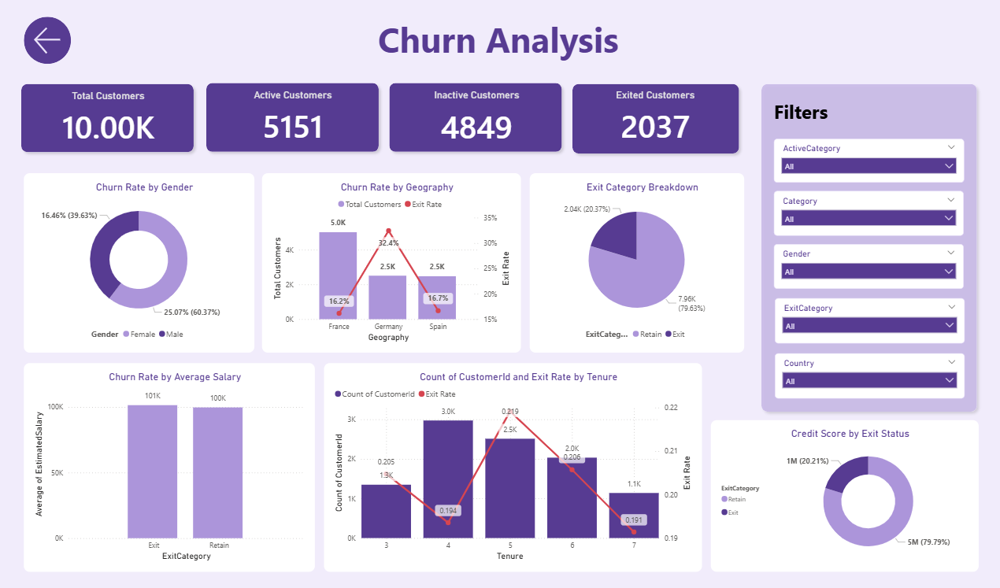 Churn Analysis
Total Customers
10.00K
Active Customers
5151
Inactive Customers
4849
Exited Customers
2037
Filters
ActiveCategory
All
Category
All
Gender
All
ExitCategory
All
Country
All
Churn Rate by Gender
16.46% (39.63%)
25.07% (60.37%)
Gender Female Male
Churn Rate by Geography
Total Customers Exit Rate
Total Customers
4K
2K
0K
5.0K
2.5K
2.5K
16.2%
32.4%
16.7%
35%
30%
25%
20%
15%
Exit Rate
France Germany Spain
Geography
Exit Category Breakdown
2.04K (20.37%)
7.96K
(79.63%)
ExitCateg... Retain Exit
Churn Rate by Average Salary
Average of EstimatedSalary
100K
50K
0K
101K
100K
Exit Retain
ExitCategory
Count of CustomerId and Exit Rate by Tenure
Count of CustomerId Exit Rate
Count of CustomerId
3K
2K
1K
0K
0.205
1.3K
3.0K
0.194
0.219
2.5K
2.0K
0.206
1.1K
0.191
0.22
0.21
0.20
0.19
Exit Rate
3 4 5 6 7
Tenure
Credit Score by Exit Status
1M (20.21%)
5M (79.79%)
ExitCategory
Retain
Exit